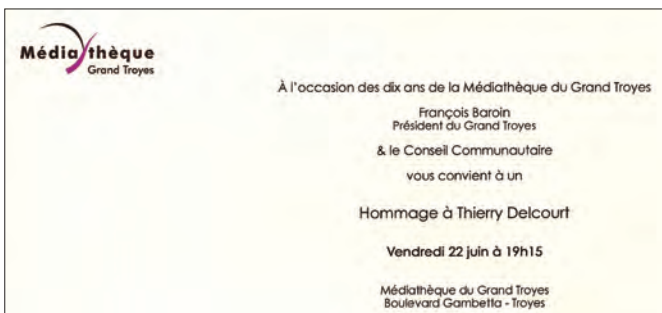 Médiathèque
Grand Troyes
À l'occasion des dix ans de la Médiathèque du Grand Troyes
François Baroin
Président du Grand Troyes
& le Conseil Communautaire
vous convient à un
Hommage à Thierry Delcourt
Vendredi 22 juin à 19h15
Médiathèque du Grand Troyes
Boulevard Gambetta - Troyes